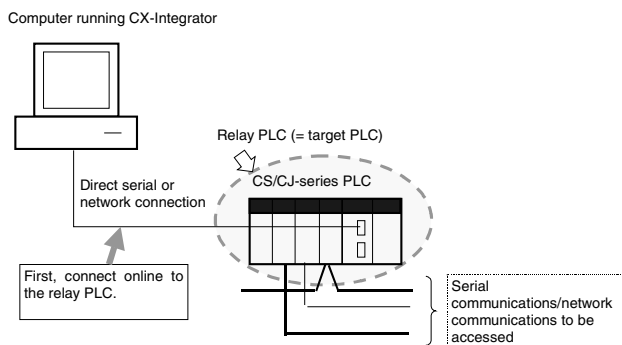 Computer running CX-Integrator
Relay PLC (= target PLC)
CS/CJ-series PLC
Direct serial or
network connection
First, connect online to
the relay PLC.
Serial
communications/network
communications to be
accessed